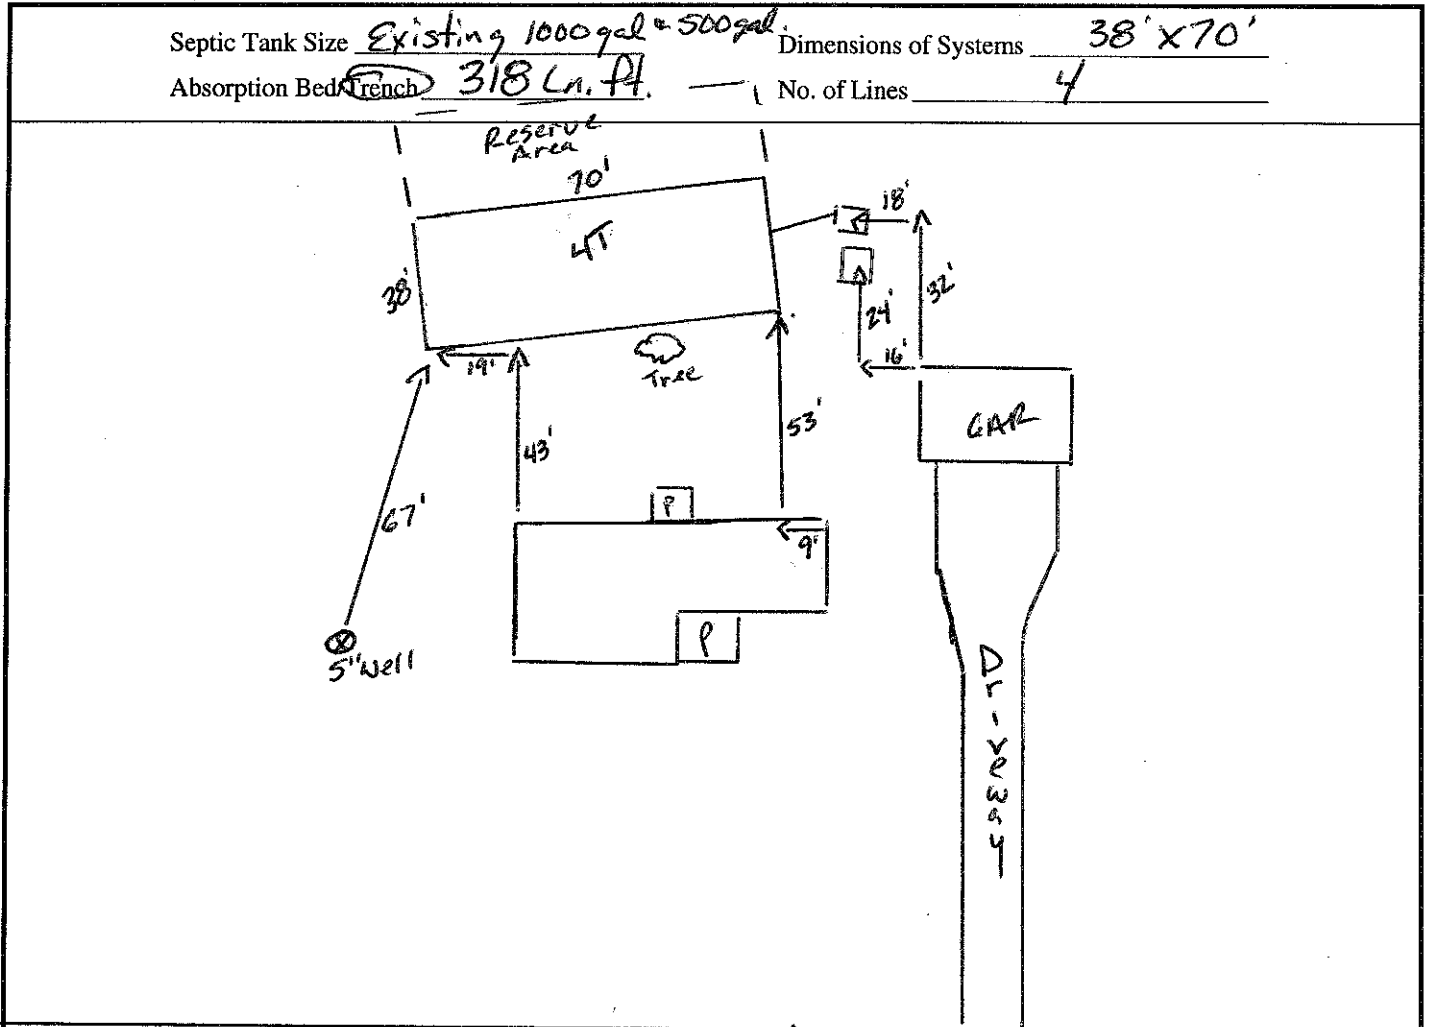 Septic Tank Size Existing 1000 gal & 500 gal. Dimensions of Systems 38' x 70'
Absorption Bed/Trench 318 Ln. ft. No. of Lines 4
Reserve
Area
70'
18'
4T
38'
32'
24'
19'
Tree
16'
GAR
53'
43'
P
67'
9'
P
5" Well
Driveway